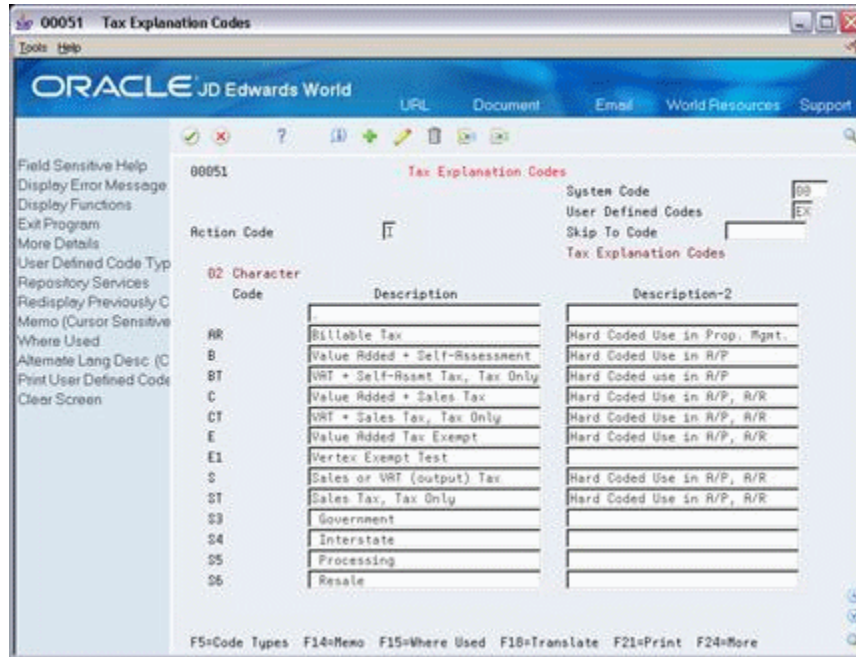 00051 Tax Explanation Codes
Tools Help
ORACLE JD Edwards World
URL Document Email World Resources Support
Field Sensitive Help
Display Error Message
Display Functions
Exit Program
More Details
User Defined Code Typ
Repository Services
Redisplay Previously C
Memo (Cursor Sensitive
Where Used
Alternate Lang Desc (C
Print User Defined Code
Clear Screen
00051 Tax Explanation Codes
System Code 00
User Defined Codes EX
Action Code I Skip To Code
Tax Explanation Codes
02 Character
Code Description Description-2
.
AR Billable Tax Hard Coded Use in Prop. Mgmt.
B Value Added + Self-Assessment Hard Coded Use in A/P
BT VAT + Self-Assmt Tax, Tax Only Hard Coded use in A/P
C Value Added + Sales Tax Hard Coded Use in A/P, A/R
CT VAT + Sales Tax, Tax Only Hard Coded Use in A/P, A/R
E Value Added Tax Exempt Hard Coded Use in A/P, A/R
E1 Vertex Exempt Test
S Sales or VAT (output) Tax Hard Coded Use in A/P, A/R
ST Sales Tax, Tax Only Hard Coded Use in A/P, A/R
S3 Government
S4 Interstate
S5 Processing
S6 Resale
F5=Code Types F14=Memo F15=Where Used F18=Translate F21=Print F24=More